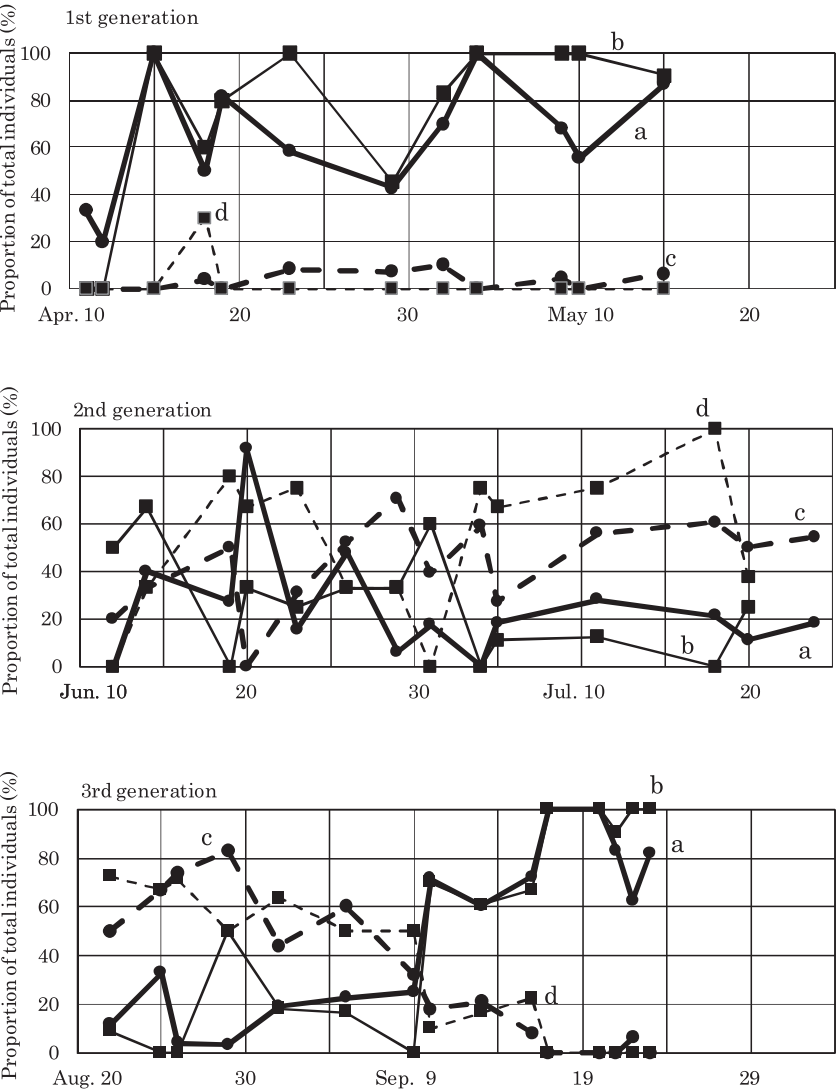 1st generation
Proportion of total individuals (%)
100
80
60
40
20
0
b
a
d
c
Apr. 10 20 30 May 10 20
2nd generation
Proportion of total individuals (%)
100
80
60
40
20
0
d
c
b
a
Jun. 10 20 30 Jul. 10 20
3rd generation
Proportion of total individuals (%)
100
80
60
40
20
0
b
c
a
d
Aug. 20 30 Sep. 9 19 29